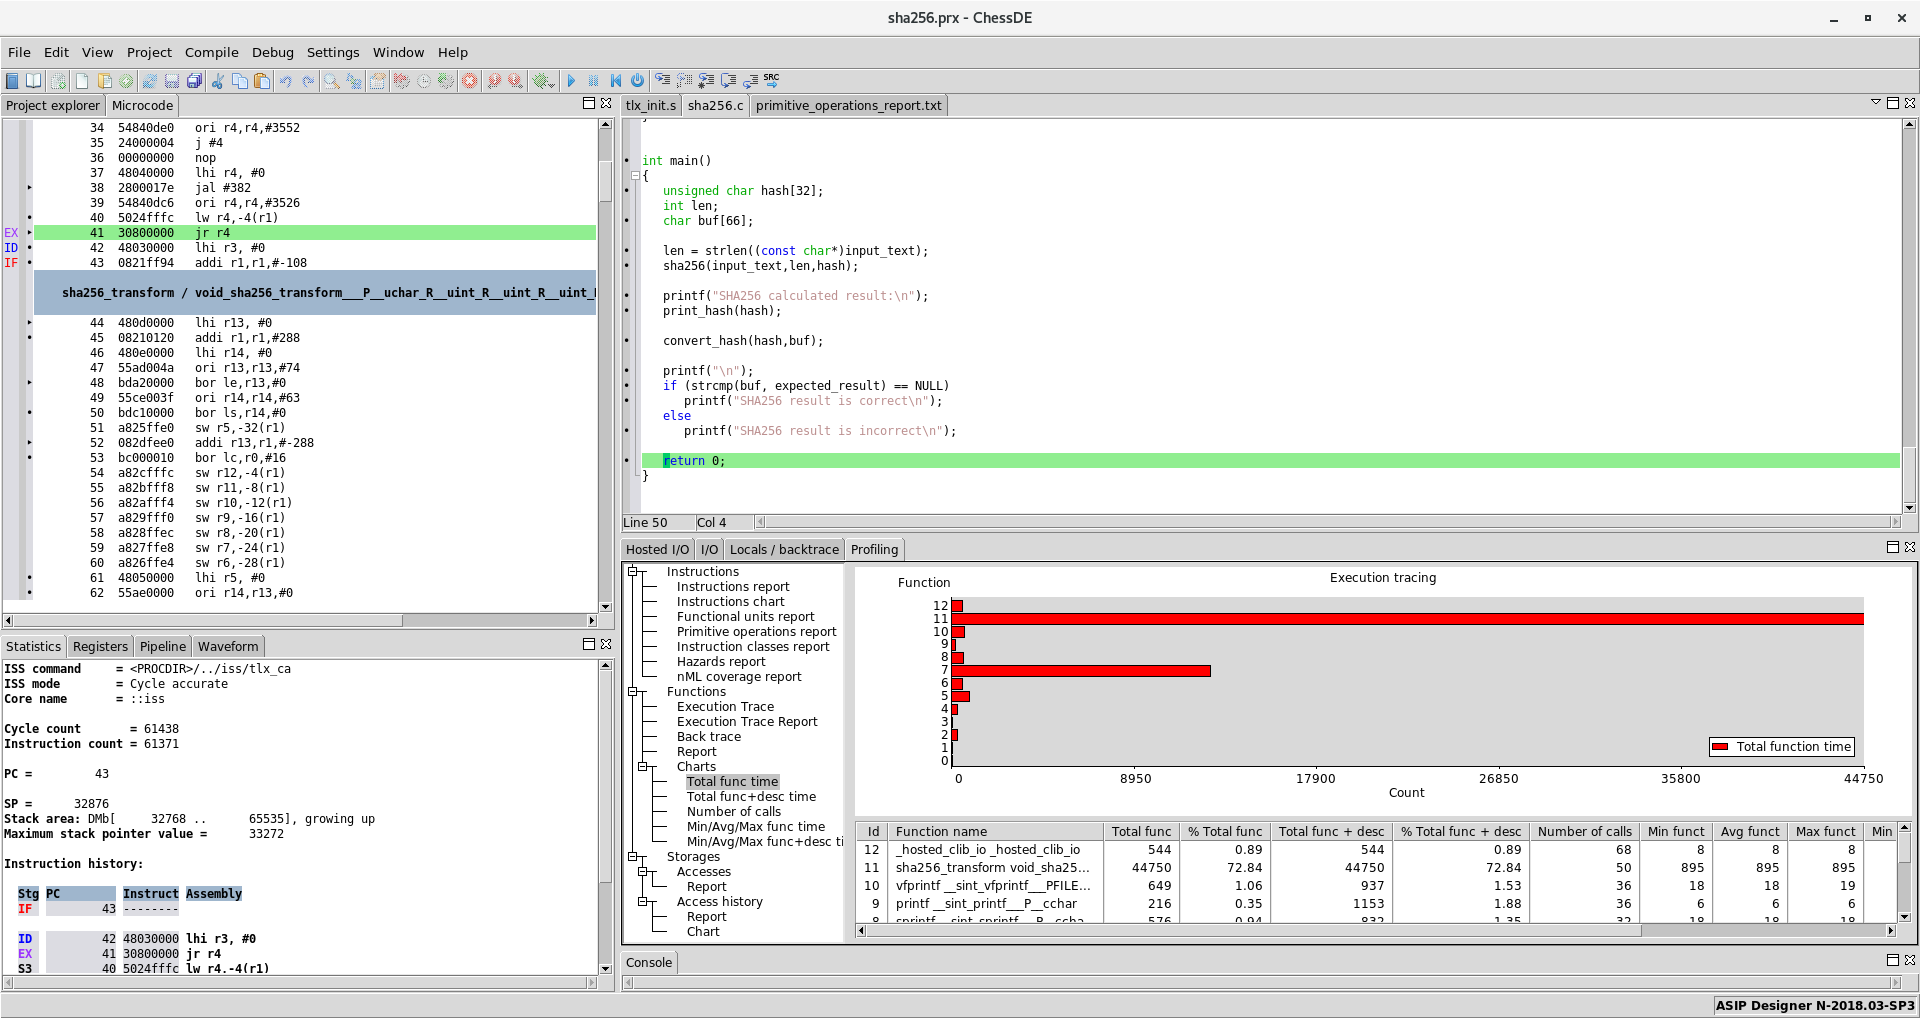 sha256.prx - ChessDE
File Edit View Project Compile Debug Settings Window Help
SRC
Project explorer Microcode
34 54840de0 ori r4,r4,#3552
35 24000004 j #4
36 00000000 nop
37 48040000 lhi r4, #0
38 2800017e jal #382
39 54840dc6 ori r4,r4,#3526
40 5024fffc lw r4,-4(r1)
EX 41 30800000 jr r4
ID 42 48030000 lhi r3, #0
IF 43 0821ff94 addi r1,r1,#-108
sha256_transform / void_sha256_transform___P__uchar_R__uint_R__uint_R__uint_
44 480d0000 lhi r13, #0
45 08210120 addi r1,r1,#288
46 480e0000 lhi r14, #0
47 55ad004a ori r13,r13,#74
48 bda20000 bor le,r13,#0
49 55ce003f ori r14,r14,#63
50 bdc10000 bor ls,r14,#0
51 a825ffe0 sw r5,-32(r1)
52 082dfee0 addi r13,r1,#-288
53 bc000010 bor lc,r0,#16
54 a82cfffc sw r12,-4(r1)
55 a82bfff8 sw r11,-8(r1)
56 a82afff4 sw r10,-12(r1)
57 a829fff0 sw r9,-16(r1)
58 a828ffec sw r8,-20(r1)
59 a827ffe8 sw r7,-24(r1)
60 a826ffe4 sw r6,-28(r1)
61 48050000 lhi r5, #0
62 55ae0000 ori r14,r13,#0
Statistics Registers Pipeline Waveform
ISS command = <PROCDIR>/../iss/tlx_ca
ISS mode = Cycle accurate
Core name = ::iss
Cycle count = 61438
Instruction count = 61371
PC = 43
SP = 32876
Stack area: DMb[ 32768 .. 65535], growing up
Maximum stack pointer value = 33272
Instruction history:
Stg PC Instruct Assembly
IF 43 --------
ID 42 48030000 lhi r3, #0
EX 41 30800000 jr r4
S3 40 5024fffc lw r4,-4(r1)
tlx_init.s sha256.c primitive_operations_report.txt
int main()
{
unsigned char hash[32];
int len;
char buf[66];
len = strlen((const char*)input_text);
sha256(input_text,len,hash);
printf("SHA256 calculated result:\n");
print_hash(hash);
convert_hash(hash,buf);
printf("\n");
if (strcmp(buf, expected_result) == NULL)
printf("SHA256 result is correct\n");
else
printf("SHA256 result is incorrect\n");
return 0;
}
Line 50 Col 4
Hosted I/O I/O Locals / backtrace Profiling
Instructions
Instructions report
Instructions chart
Functional units report
Primitive operations report
Instruction classes report
Hazards report
nML coverage report
Functions
Execution Trace
Execution Trace Report
Back trace
Report
Charts
Total func time
Total func+desc time
Number of calls
Min/Avg/Max func time
Min/Avg/Max func+desc ti
Storages
Accesses
Report
Access history
Report
Chart
Execution tracing
Function
12
11
10
9
8
7
6
5
4
3
2
1
0
Total function time
0 8950 17900 26850 35800 44750
Count
Id Function name Total func % Total func Total func + desc % Total func + desc Number of calls Min funct Avg funct Max funct Min
12 _hosted_clib_io _hosted_clib_io 544 0.89 544 0.89 68 8 8 8
11 sha256_transform void_sha25... 44750 72.84 44750 72.84 50 895 895 895
10 vfprintf __sint_vfprintf___PFILE... 649 1.06 937 1.53 36 18 18 19
9 printf __sint_printf___P__cchar 216 0.35 1153 1.88 36 6 6 6
8 sprintf __sint_sprintf___P__ccha... 576 0.94 832 1.35 32 18 18 18
Console
ASIP Designer N-2018.03-SP3